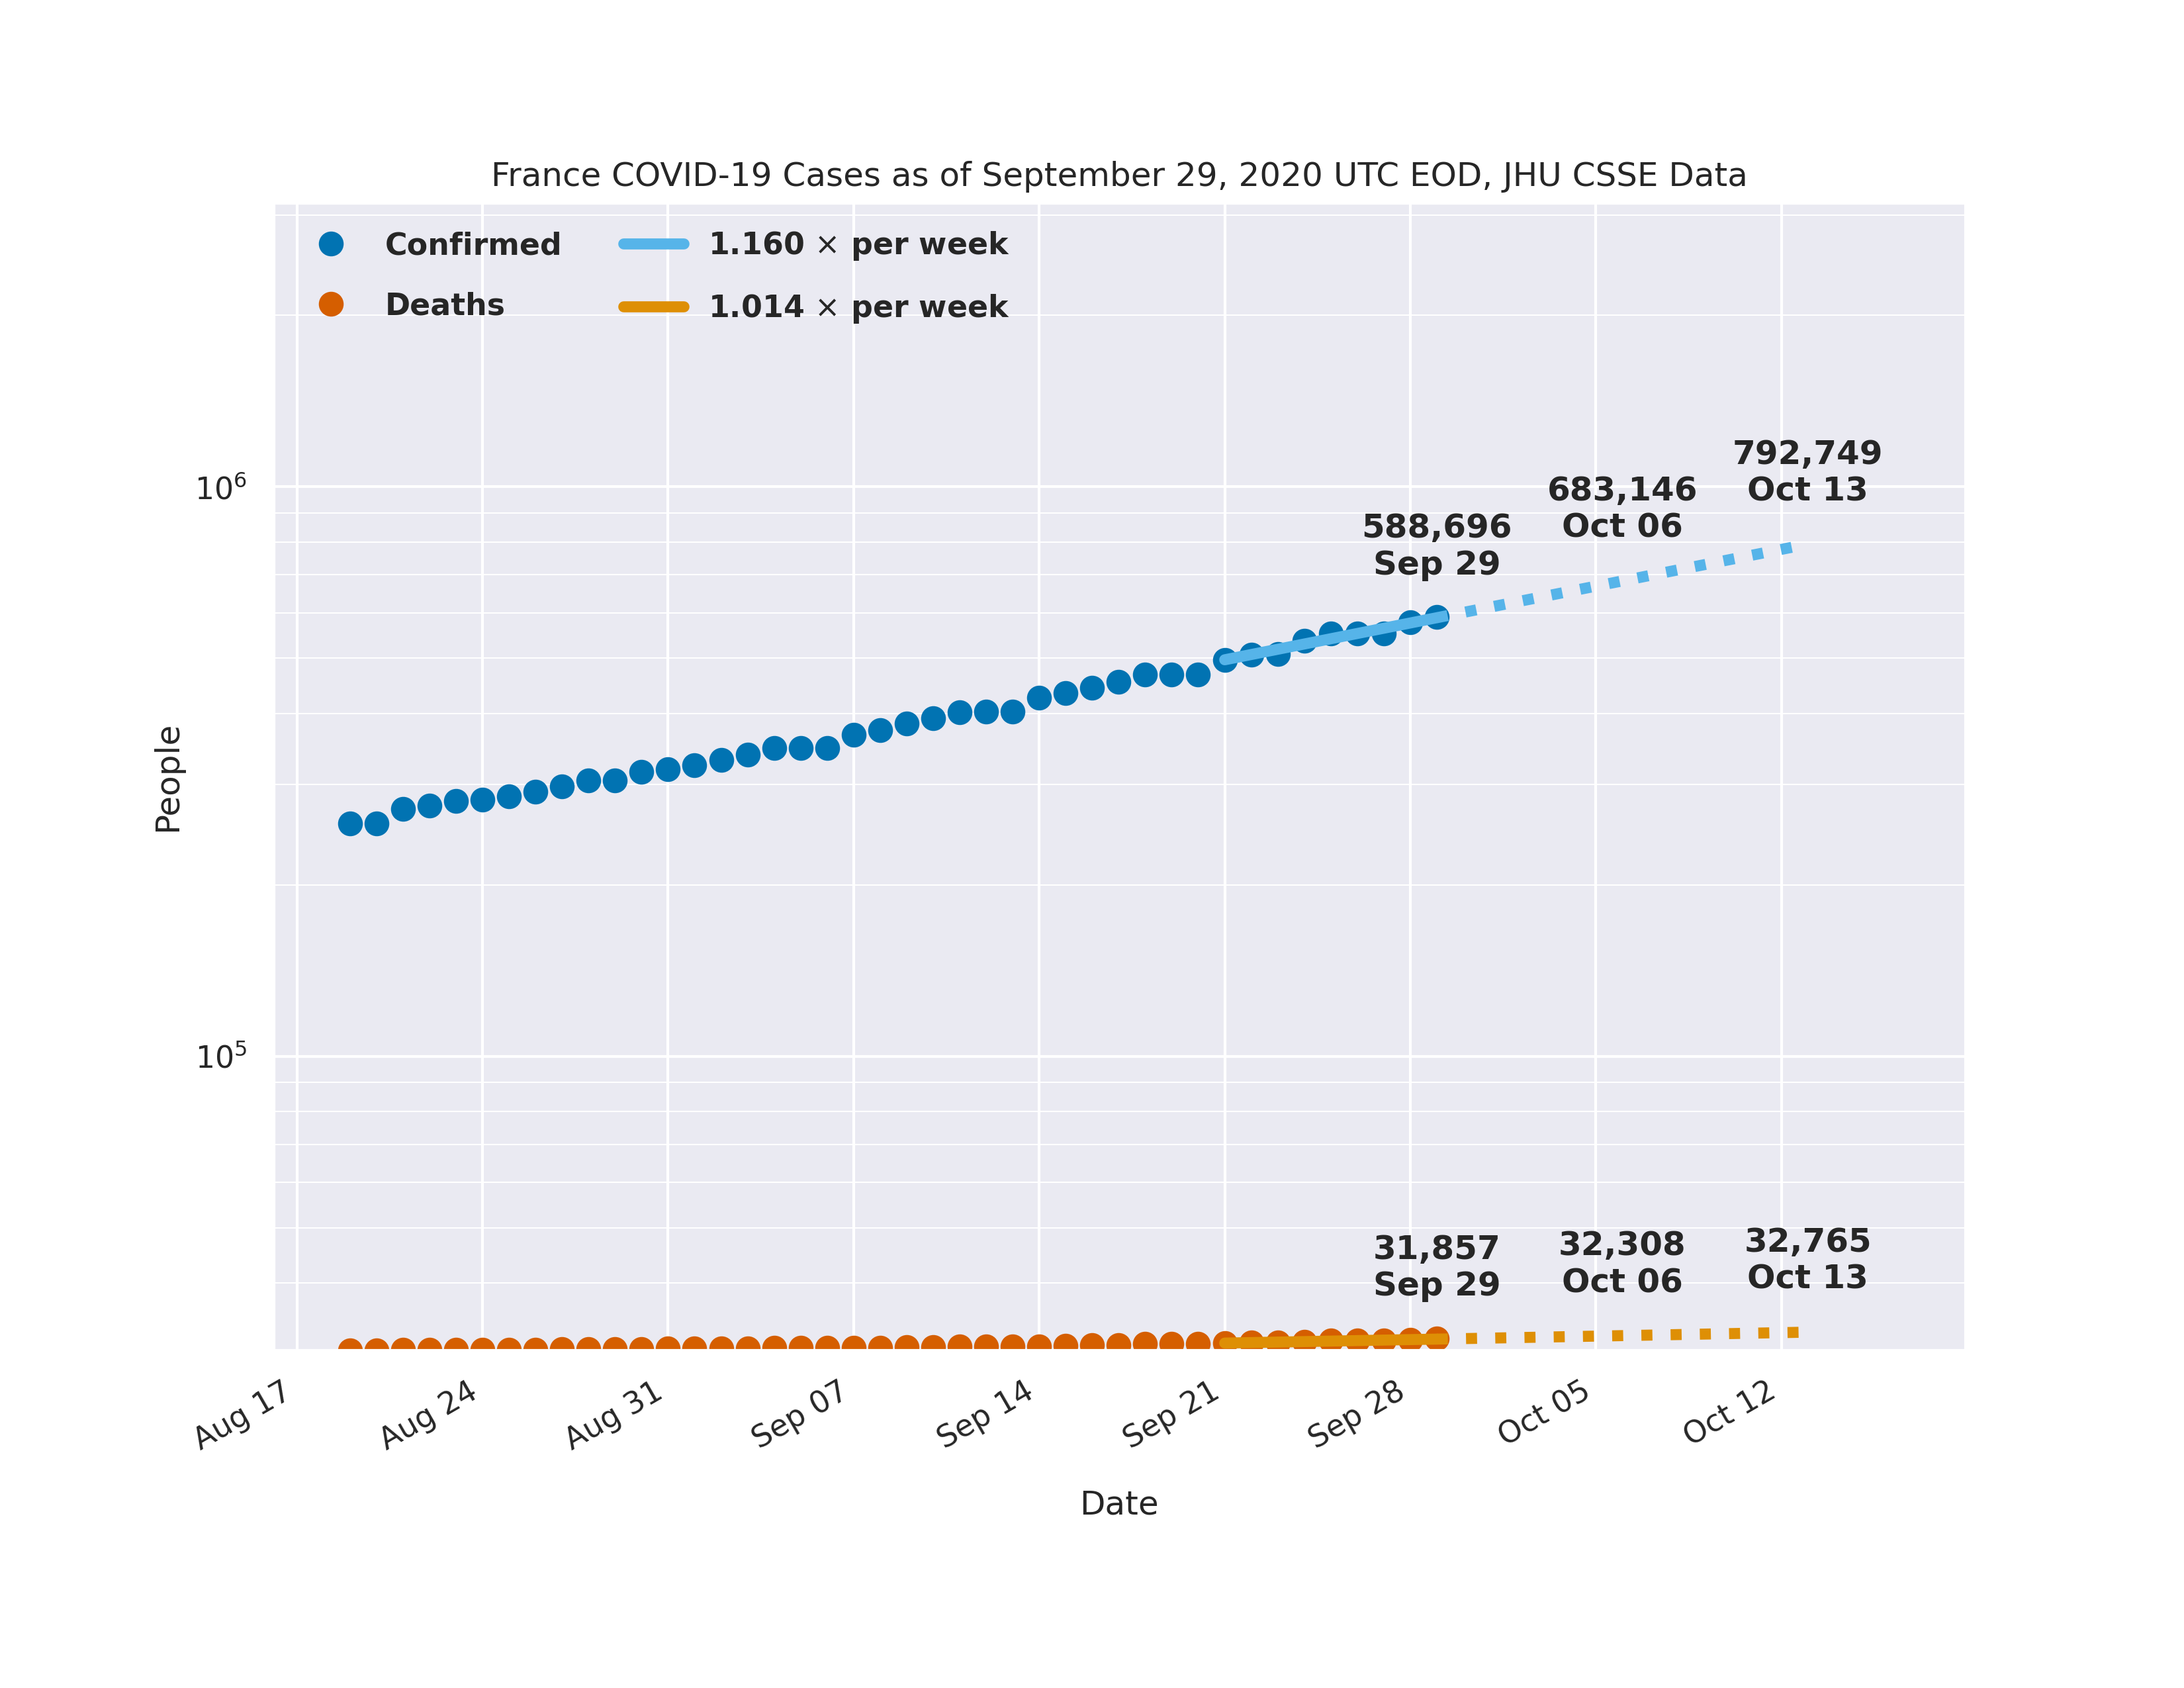 France COVID-19 Cases as of September 29, 2020 UTC EOD, JHU CSSE Data
Confirmed
Deaths
1.160 × per week
1.014 × per week
792,749
Oct 13
683,146
Oct 06
588,696
Sep 29
10⁶
10⁵
People
31,857
Sep 29
32,308
Oct 06
32,765
Oct 13
Aug 17
Aug 24
Aug 31
Sep 07
Sep 14
Sep 21
Sep 28
Oct 05
Oct 12
Date